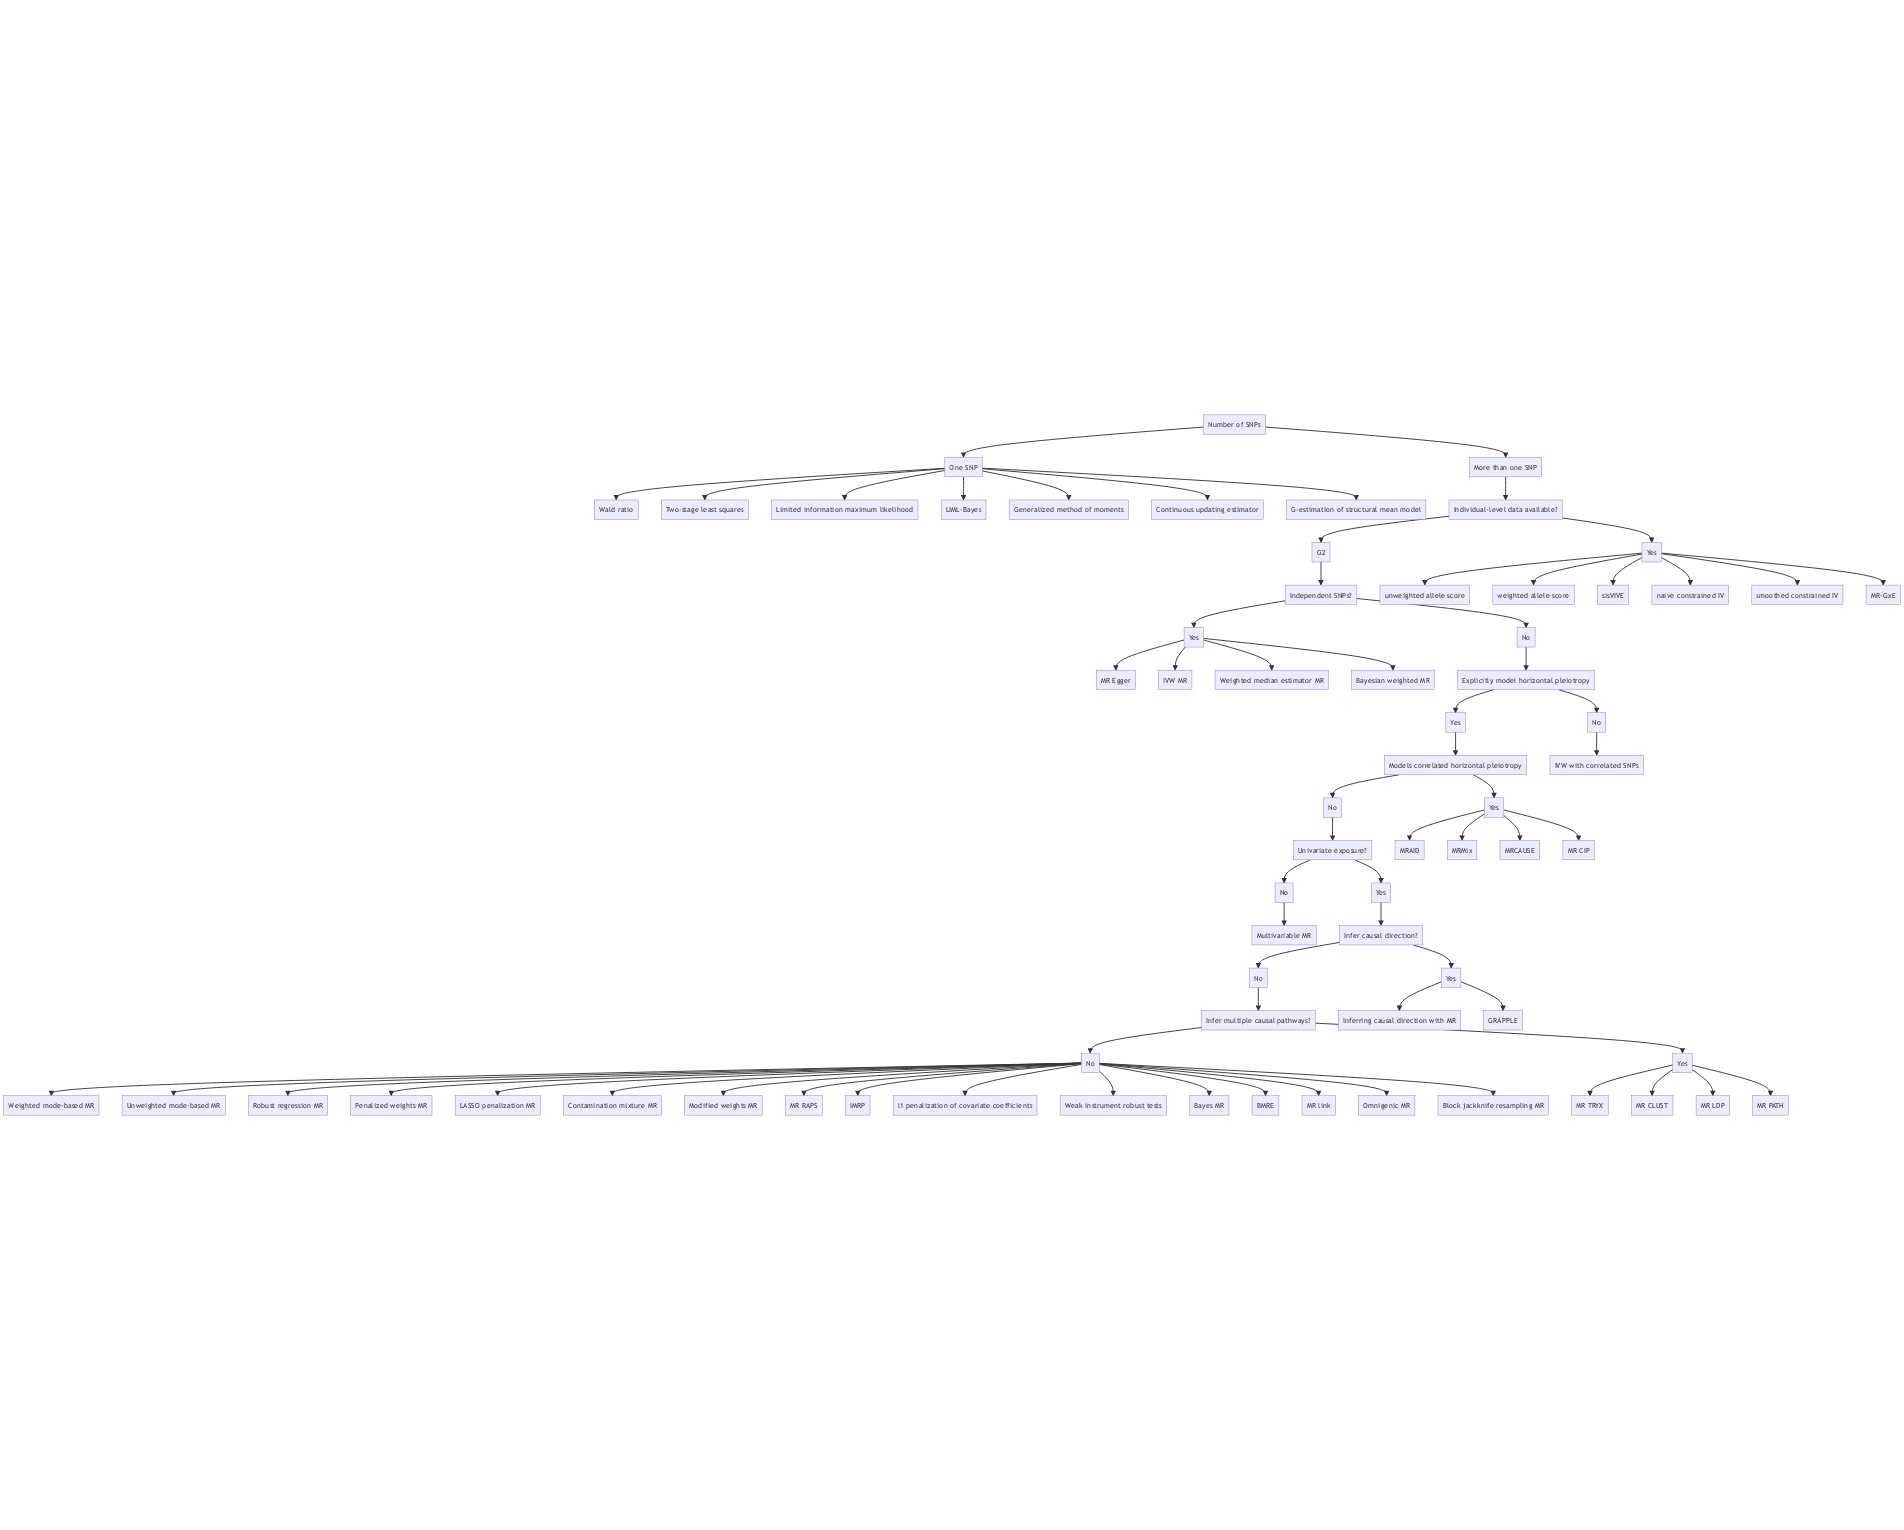 Number of SNPs
One SNP
More than one SNP
Wald ratio
Two-stage least squares
Limited information maximum likelihood
LIML-Bayes
Generalized method of moments
Continuous updating estimator
G-estimation of structural mean model
Individual-level data available?
G2
Yes
Independent SNPs?
unweighted allele score
weighted allele score
sisVIVE
naive constrained IV
smoothed constrained IV
MR-GxE
Yes
No
MR Egger
IVW MR
Weighted median estimator MR
Bayesian weighted MR
Explicitly model horizontal pleiotropy
Yes
No
Models correlated horizontal pleiotropy
IVW with correlated SNPs
No
Yes
Univariate exposure?
MRAID
MRMix
MRCAUSE
MR CIP
No
Yes
Multivariable MR
Infer causal direction?
No
Yes
Infer multiple causal pathways?
Inferring causal direction with MR
GRAPPLE
No
Yes
Weighted mode-based MR
Unweighted mode-based MR
Robust regression MR
Penalized weights MR
LASSO penalization MR
Contamination mixture MR
Modified weights MR
MR RAPS
IMRP
l1 penalization of covariate coefficients
Weak instrument robust tests
Bayes MR
BMRE
MR link
Omnigenic MR
Block jackknife resampling MR
MR TRYX
MR CLUST
MR LDP
MR PATH